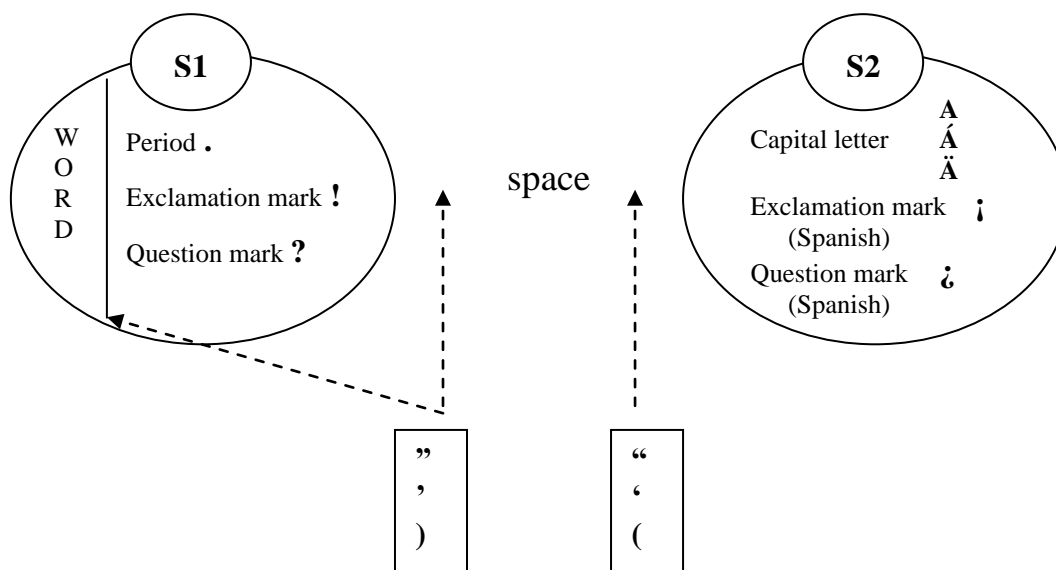 S1
W
O
R
D
Period .
Exclamation mark !
Question mark ?
space
S2
Capital letter
A
Á
Ä
Exclamation mark ¡
(Spanish)
Question mark ¿
(Spanish)
”
’
)
“
‘
(